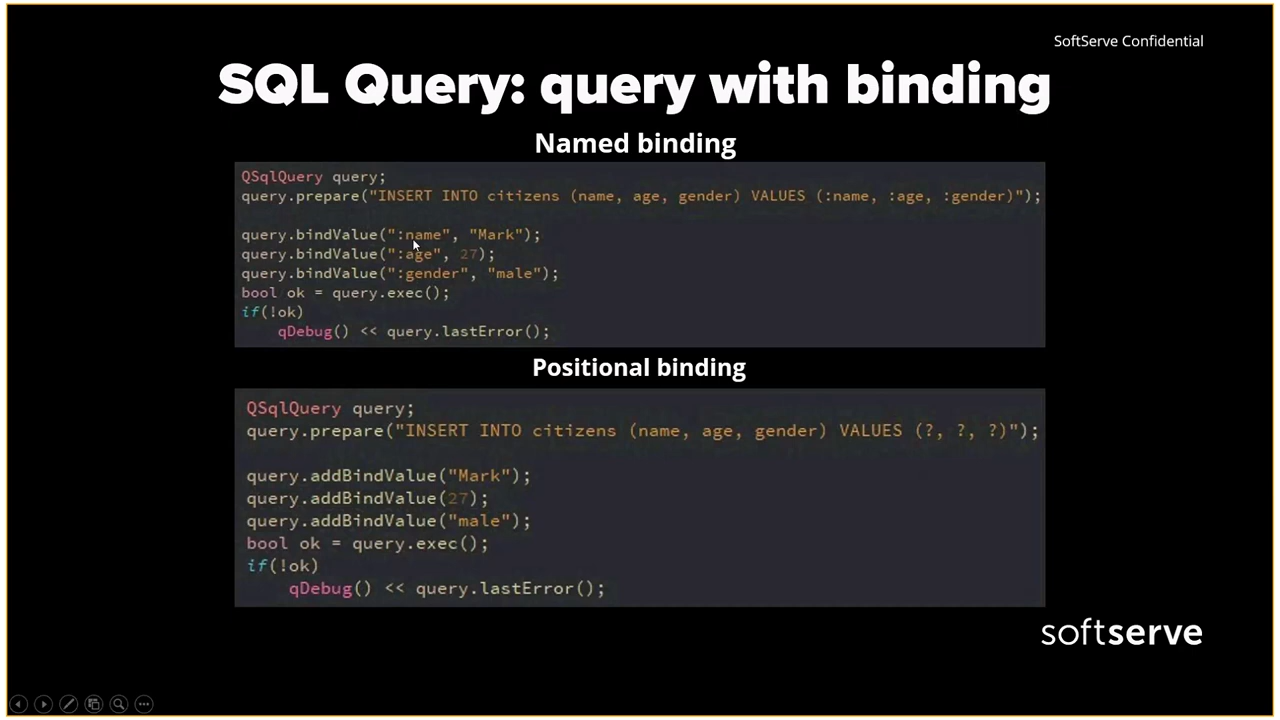 SoftServe Confidential
SQL Query: query with binding
Named binding
QSqlQuery query;
query.prepare("INSERT INTO citizens (name, age, gender) VALUES (:name, :age, :gender)");
query.bindValue(":name", "Mark");
query.bindValue(":age", 27);
query.bindValue(":gender", "male");
bool ok = query.exec();
if(!ok)
    qDebug() << query.lastError();
Positional binding
QSqlQuery query;
query.prepare("INSERT INTO citizens (name, age, gender) VALUES (?, ?, ?)");
query.addBindValue("Mark");
query.addBindValue(27);
query.addBindValue("male");
bool ok = query.exec();
if(!ok)
    qDebug() << query.lastError();
softserve